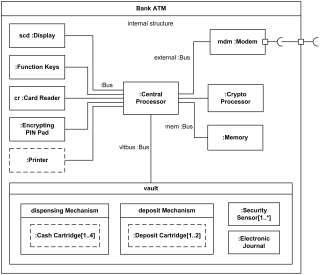 Bank ATM
internal structure
scd :Display
mdm :Modem
external :Bus
:Function Keys
:Bus
cr :Card Reader
:Central
Processor
:Crypto
Processor
:Encrypting
PIN Pad
mem :Bus
:Memory
:Printer
vltbus :Bus
vault
dispensing Mechanism
deposit Mechanism
:Security
Sensor[1..*]
:Cash Cartridge[1..4]
:Deposit Cartridge[1..2]
:Electronic
Journal